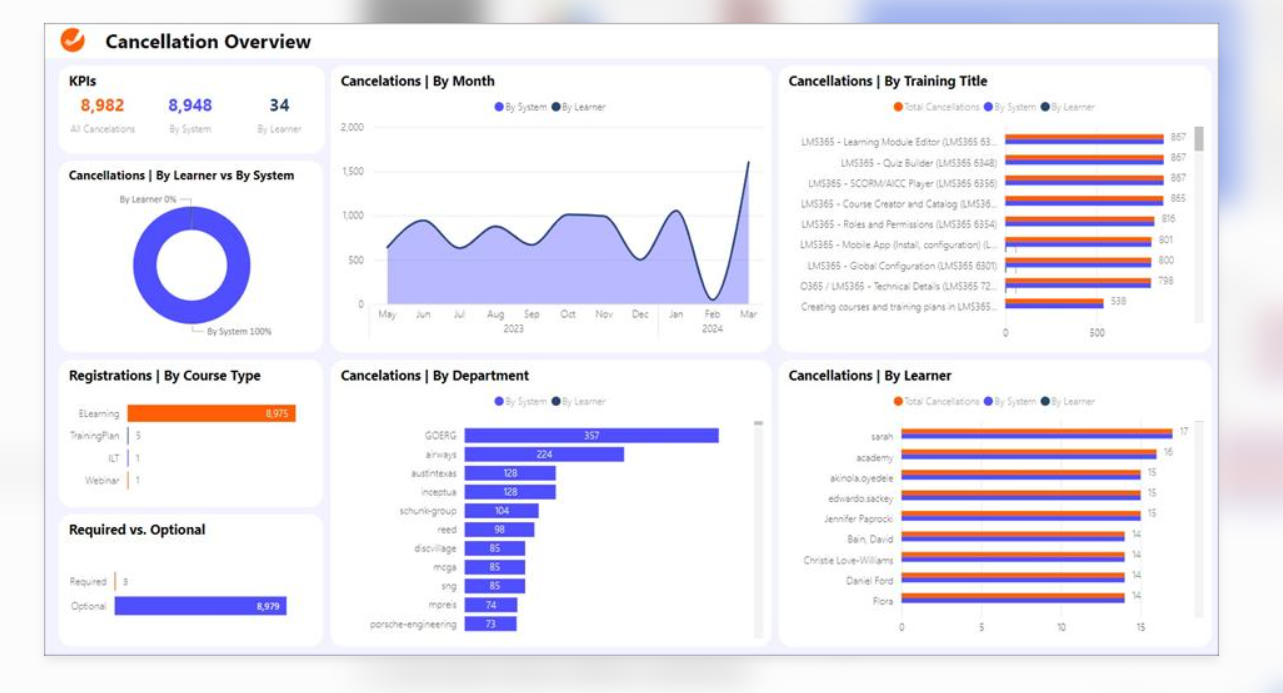 Cancellation Overview
KPIs
8,982
8,948
34
All Cancelations
By System
By Learner
Cancellations | By Learner vs By System
By Learner 0%
By System 100%
Registrations | By Course Type
ELearning
8,975
TrainingPlan
5
ILT
1
Webinar
1
Required vs. Optional
Required
3
Optional
8,979
Cancelations | By Month
By System
By Learner
2,000
1,500
1,000
500
0
May Jun Jul Aug Sep Oct Nov Dec Jan Feb Mar
2023
2024
Cancelations | By Department
By System
By Learner
GOERG
357
airways
224
austintexas
128
inceptua
128
schunk-group
104
reed
98
discvillage
85
mcga
85
sng
85
mpreis
74
porsche-engineering
73
Cancellations | By Training Title
Total Cancellations
By System
By Learner
LMS365 - Learning Module Editor (LMS365 63...
867
LMS365 - Quiz Builder (LMS365 6348)
867
LMS365 - SCORM/AICC Player (LMS365 6356)
867
LMS365 - Course Creator and Catalog (LMS36...
865
LMS365 - Roles and Permissions (LMS365 6354)
816
LMS365 - Mobile App (Install, configuration) (L...
801
LMS365 - Global Configuration (LMS365 6301)
800
O365 / LMS365 - Technical Details (LMS365 72...
798
Creating courses and training plans in LMS365...
538
0
500
Cancellations | By Learner
Total Cancellations
By System
By Learner
sarah
17
academy
16
akinola.oyedele
15
edwardo.sackey
15
Jennifer Paprocki
15
Bain, David
14
Christie Love-Williams
14
Daniel Ford
14
Flora
14
0
5
10
15